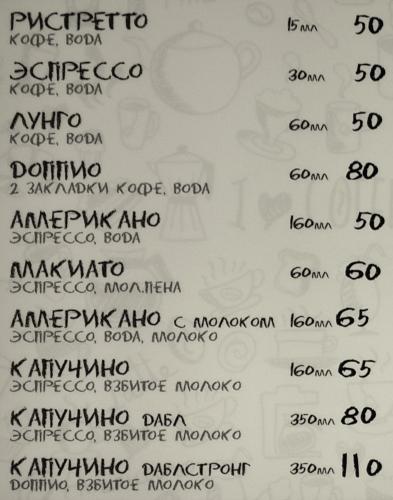 РИСТРЕТТО 15мл 50
КОФЕ, ВОДА
ЭСПРЕССО 30мл 50
КОФЕ, ВОДА
ЛУНГО 60мл 50
КОФЕ, ВОДА
ДОППИО 60мл 80
2 ЗАКЛАДКИ КОФЕ, ВОДА
АМЕРИКАНО 160мл 50
ЭСПРЕССО, ВОДА
МАКИАТО 60мл 60
ЭСПРЕССО, МОЛ.ПЕНА
АМЕРИКАНО С МОЛОКОМ 160мл 65
ЭСПРЕССО, ВОДА, МОЛОКО
КАПУЧИНО 160мл 65
ЭСПРЕССО, ВЗБИТОЕ МОЛОКО
КАПУЧИНО ДАБЛ 350мл 80
ЭСПРЕССО, ВЗБИТОЕ МОЛОКО
КАПУЧИНО ДАБЛСТРОНГ 350мл 110
ДОППИО, ВЗБИТОЕ МОЛОКО